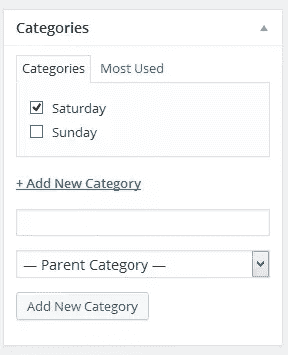 Categories
Categories Most Used
Saturday
Sunday
+ Add New Category
— Parent Category —
Add New Category